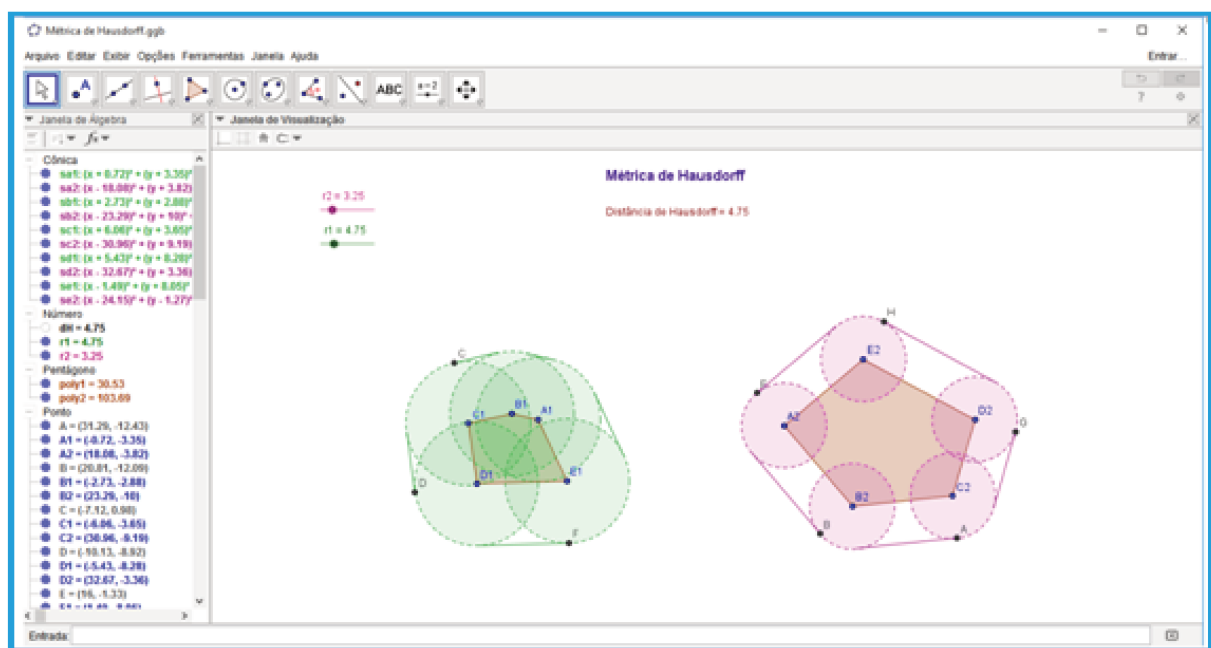 Métrica de Hausdorff.ggb
Arquivo Editar Exibir Opções Ferramentas Janela Ajuda
Entrar...
ABC
a=2
Janela de Álgebra
Janela de Visualização
fx
Cônica
sa1: (x + 0.72)² + (y + 3.35)²
sa2: (x - 18.08)² + (y + 3.82)
sb1: (x + 2.73)² + (y + 2.88)²
sb2: (x - 23.29)² + (y + 10)² -
sc1: (x + 6.06)² + (y + 3.65)²
sc2: (x - 30.96)² + (y + 9.19)
sd1: (x + 5.43)² + (y + 8.28)²
sd2: (x - 32.67)² + (y + 3.36)
se1: (x - 1.49)² + (y + 8.05)²
se2: (x - 24.15)² + (y - 1.27)²
Número
dH = 4.75
r1 = 4.75
r2 = 3.25
Pentágono
poly1 = 30.53
poly2 = 103.69
Ponto
A = (31.29, -12.43)
A1 = (-0.72, -3.35)
A2 = (18.08, -3.82)
B = (20.81, -12.09)
B1 = (-2.73, -2.88)
B2 = (23.29, -10)
C = (-7.12, 0.98)
C1 = (-6.06, -3.65)
C2 = (30.96, -9.19)
D = (-10.13, -8.92)
D1 = (-5.43, -8.28)
D2 = (32.67, -3.36)
E = (16, -1.33)
Métrica de Hausdorff
Distância de Hausdorff = 4.75
r2 = 3.25
r1 = 4.75
C
B1
A1
C1
D1
E1
D
F
H
E2
E
A2
D2
G
C2
B2
B
A
Entrada: